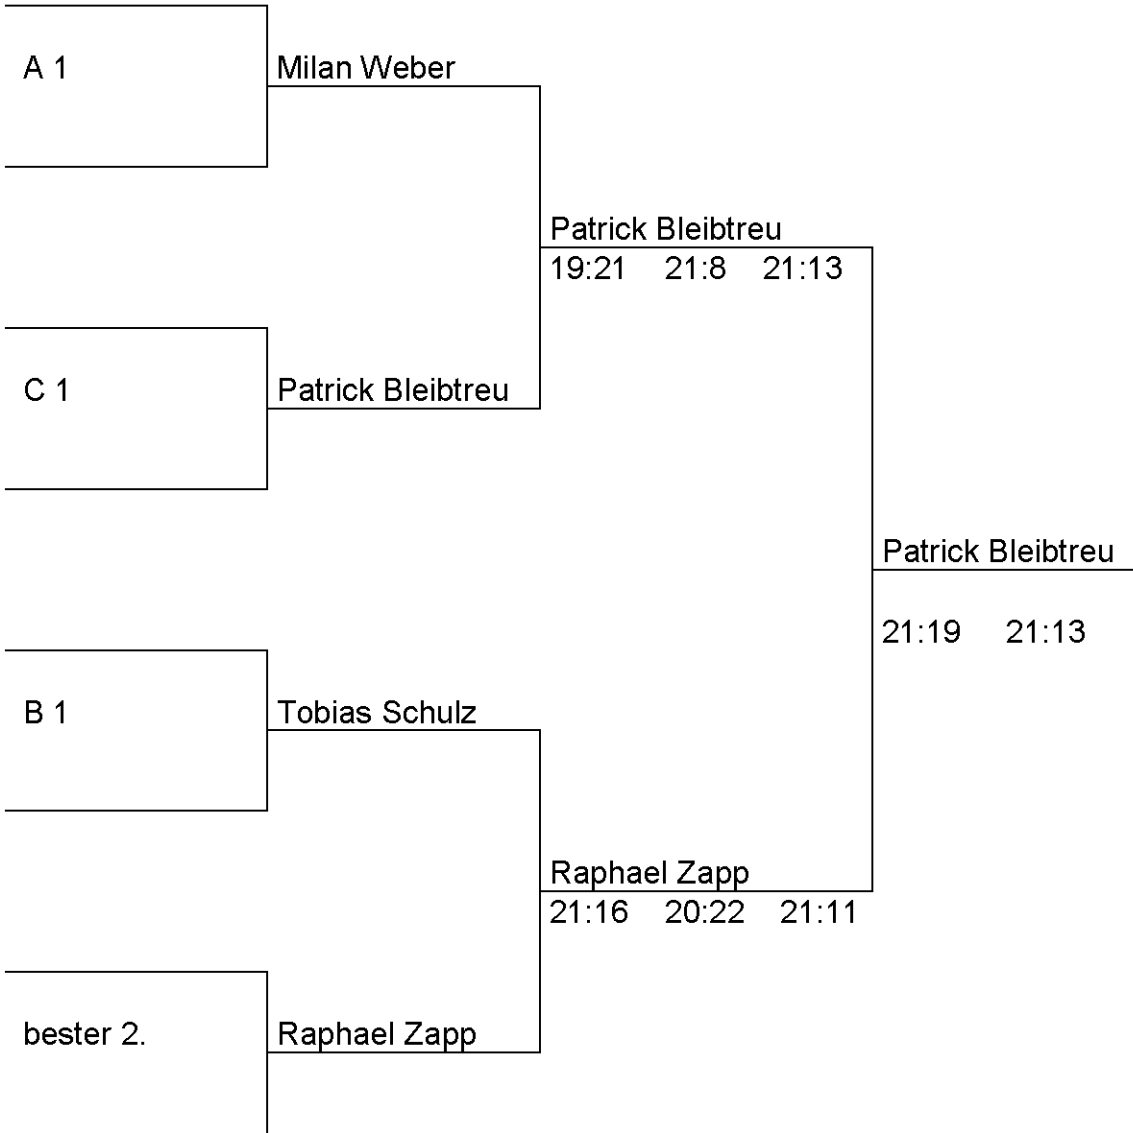 A 1
Milan Weber
Patrick Bleibtreu
19:21 21:8 21:13
C 1
Patrick Bleibtreu
Patrick Bleibtreu
21:19 21:13
B 1
Tobias Schulz
Raphael Zapp
21:16 20:22 21:11
bester 2.
Raphael Zapp